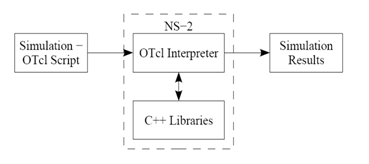 NS−2
Simulation −
OTcl Script
OTcl Interpreter
Simulation
Results
C++ Libraries